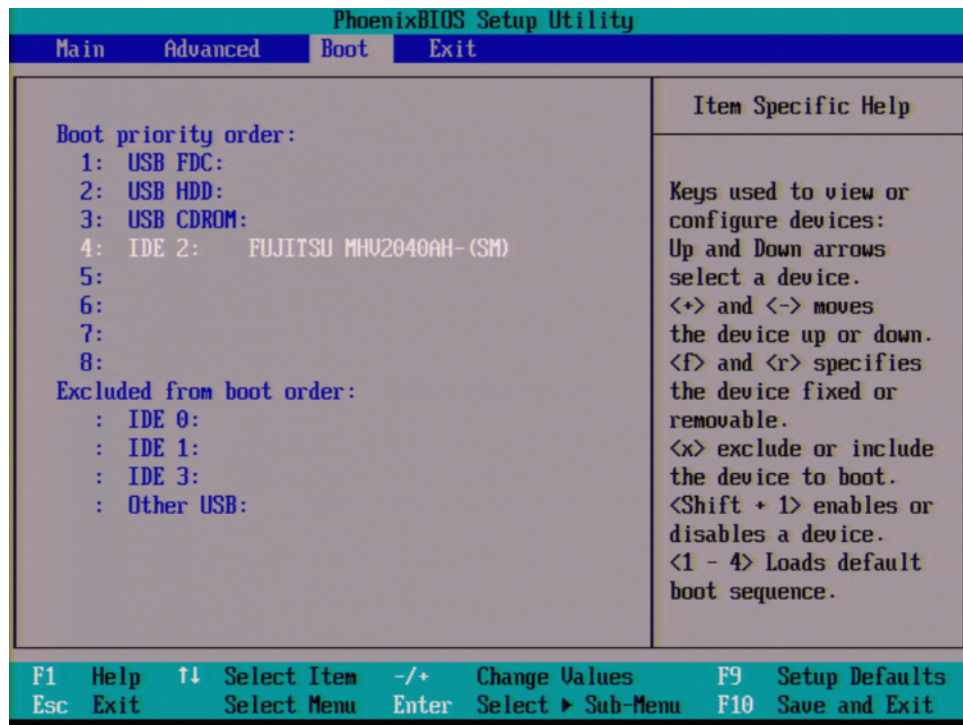 PhoenixBIOS Setup Utility
Main Advanced Boot Exit
Item Specific Help
Boot priority order:
1: USB FDC:
2: USB HDD:
3: USB CDROM:
4: IDE 2: FUJITSU MHV2040AH-(SM)
5:
6:
7:
8:
Excluded from boot order:
: IDE 0:
: IDE 1:
: IDE 3:
: Other USB:
Keys used to view or
configure devices:
Up and Down arrows
select a device.
<+> and <-> moves
the device up or down.
<f> and <r> specifies
the device fixed or
removable.
<x> exclude or include
the device to boot.
<Shift + 1> enables or
disables a device.
<1 - 4> Loads default
boot sequence.
F1 Help ↑↓ Select Item -/+ Change Values F9 Setup Defaults
Esc Exit Select Menu Enter Select ▶ Sub-Menu F10 Save and Exit